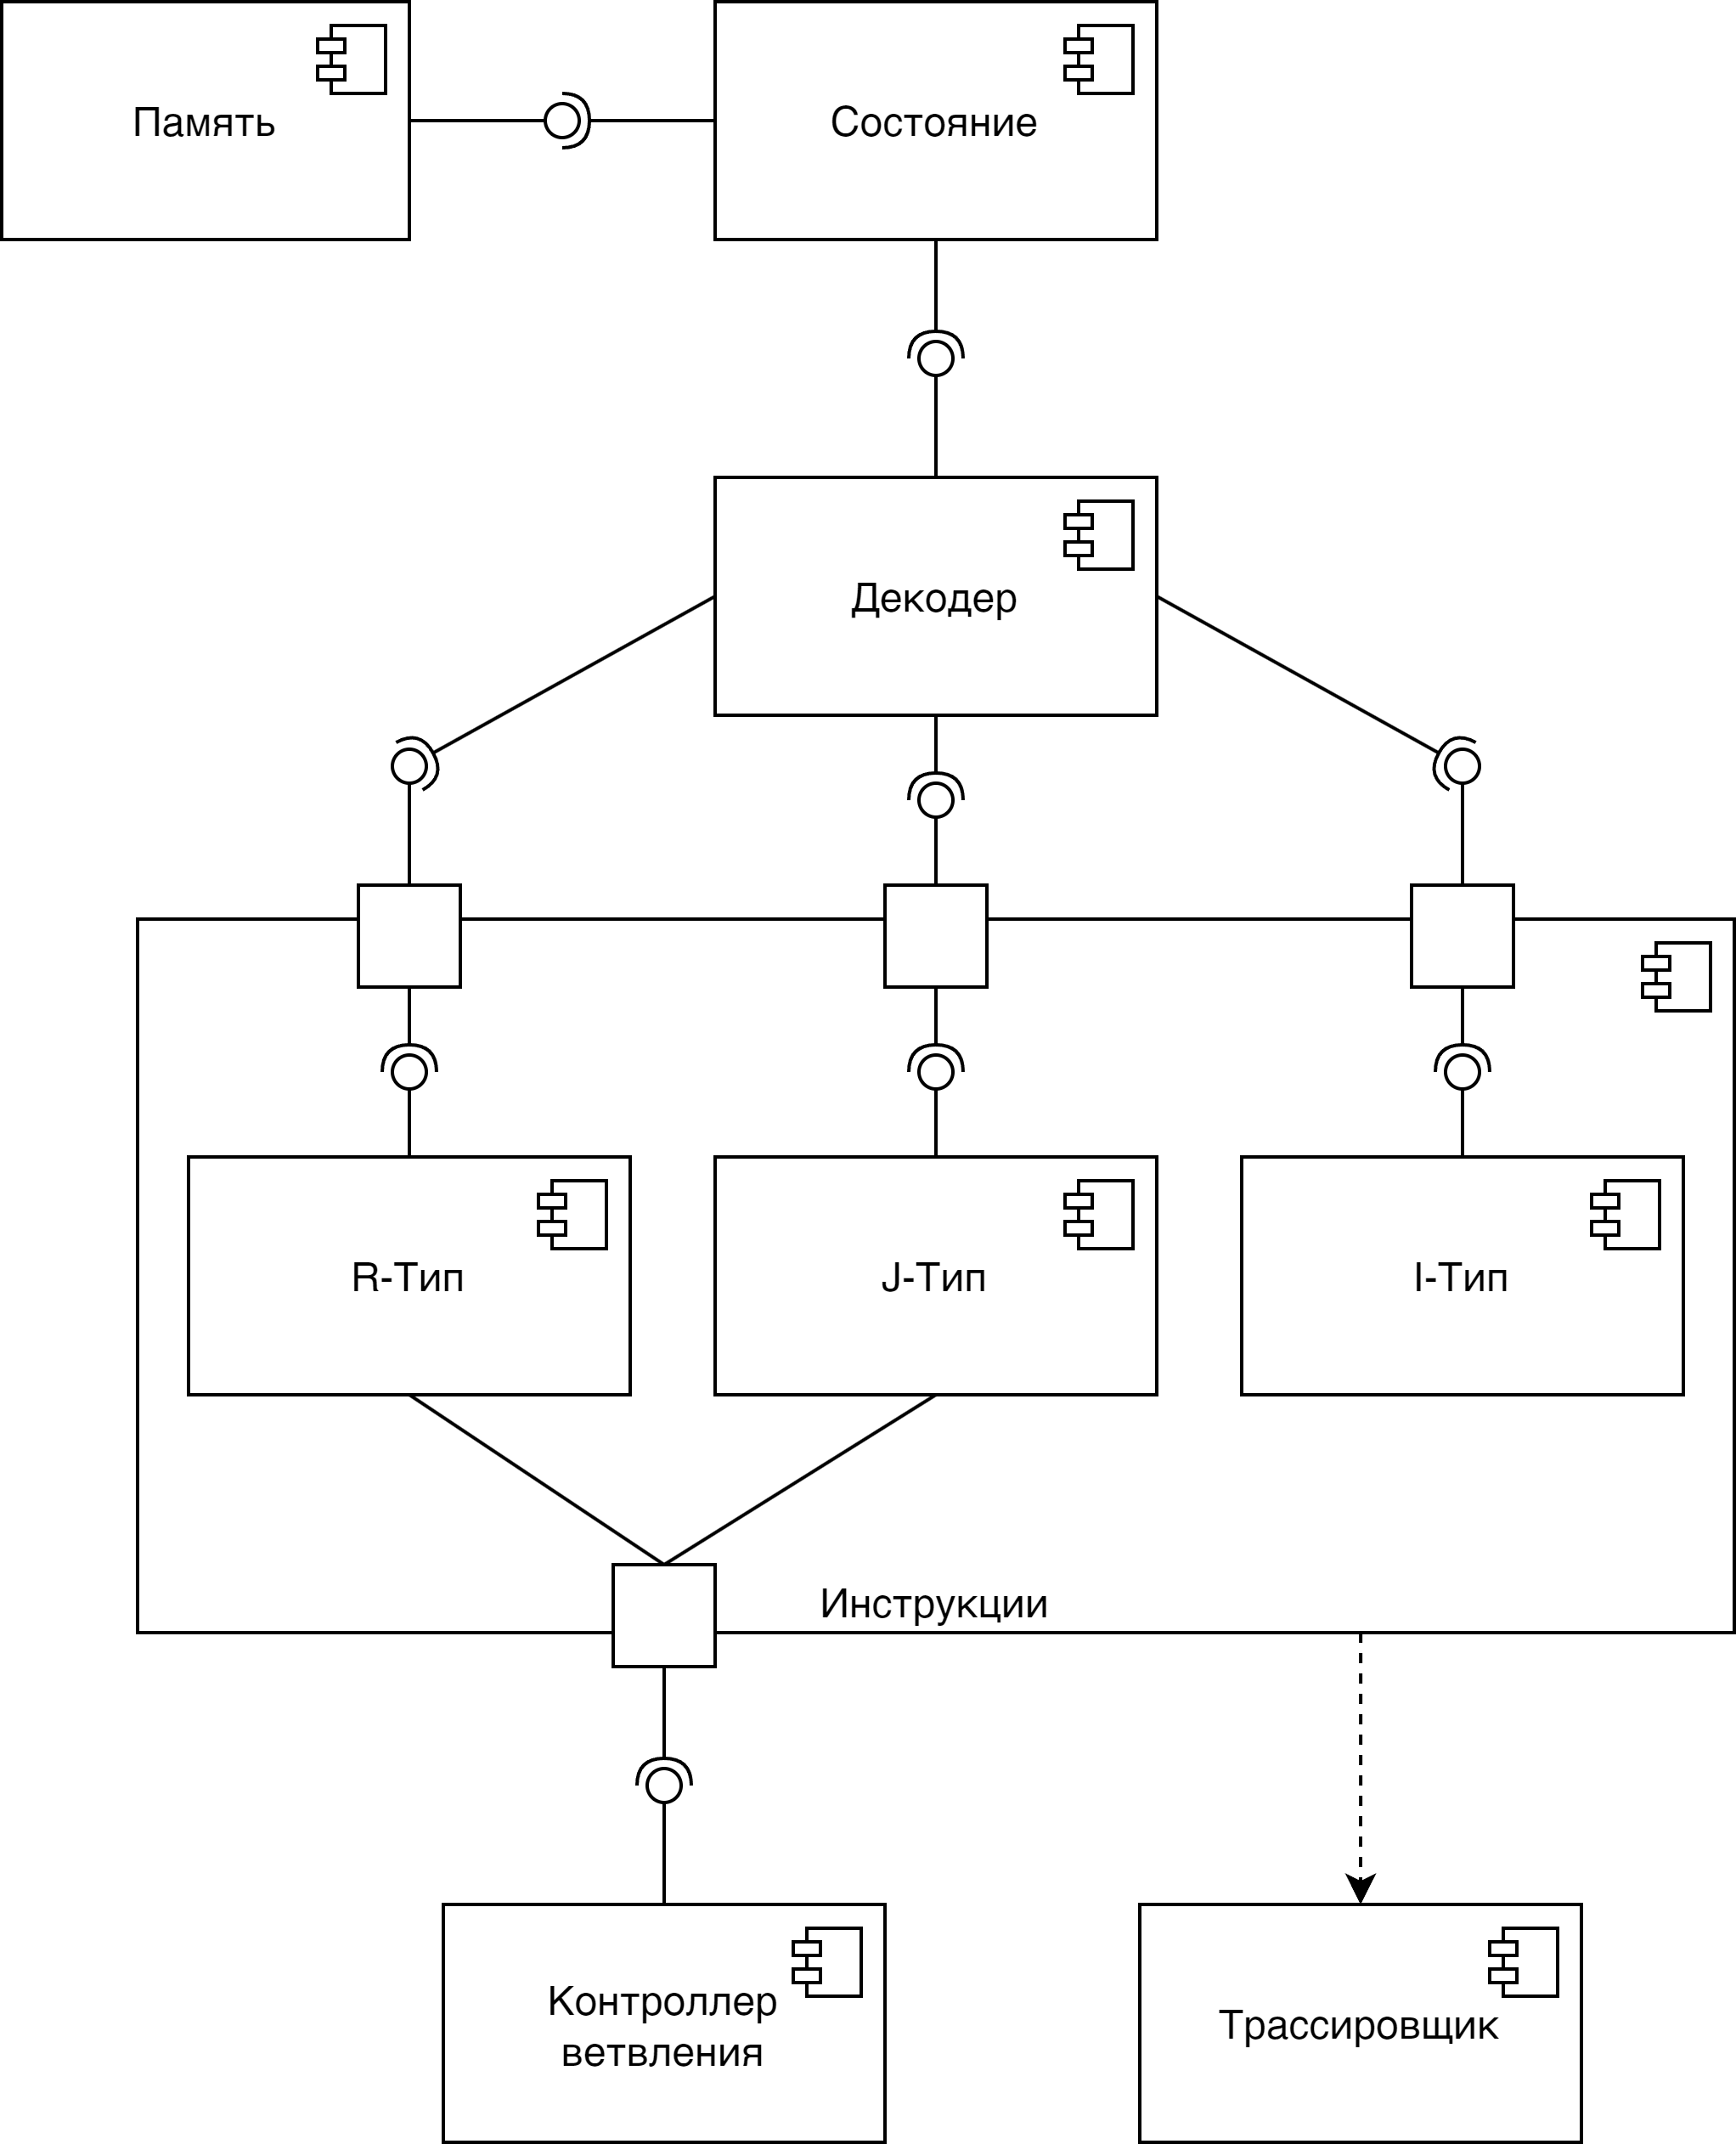 Память
Состояние
Декодер
R-Тип
J-Тип
I-Тип
Инструкции
Контроллер
ветвления
Трассировщик